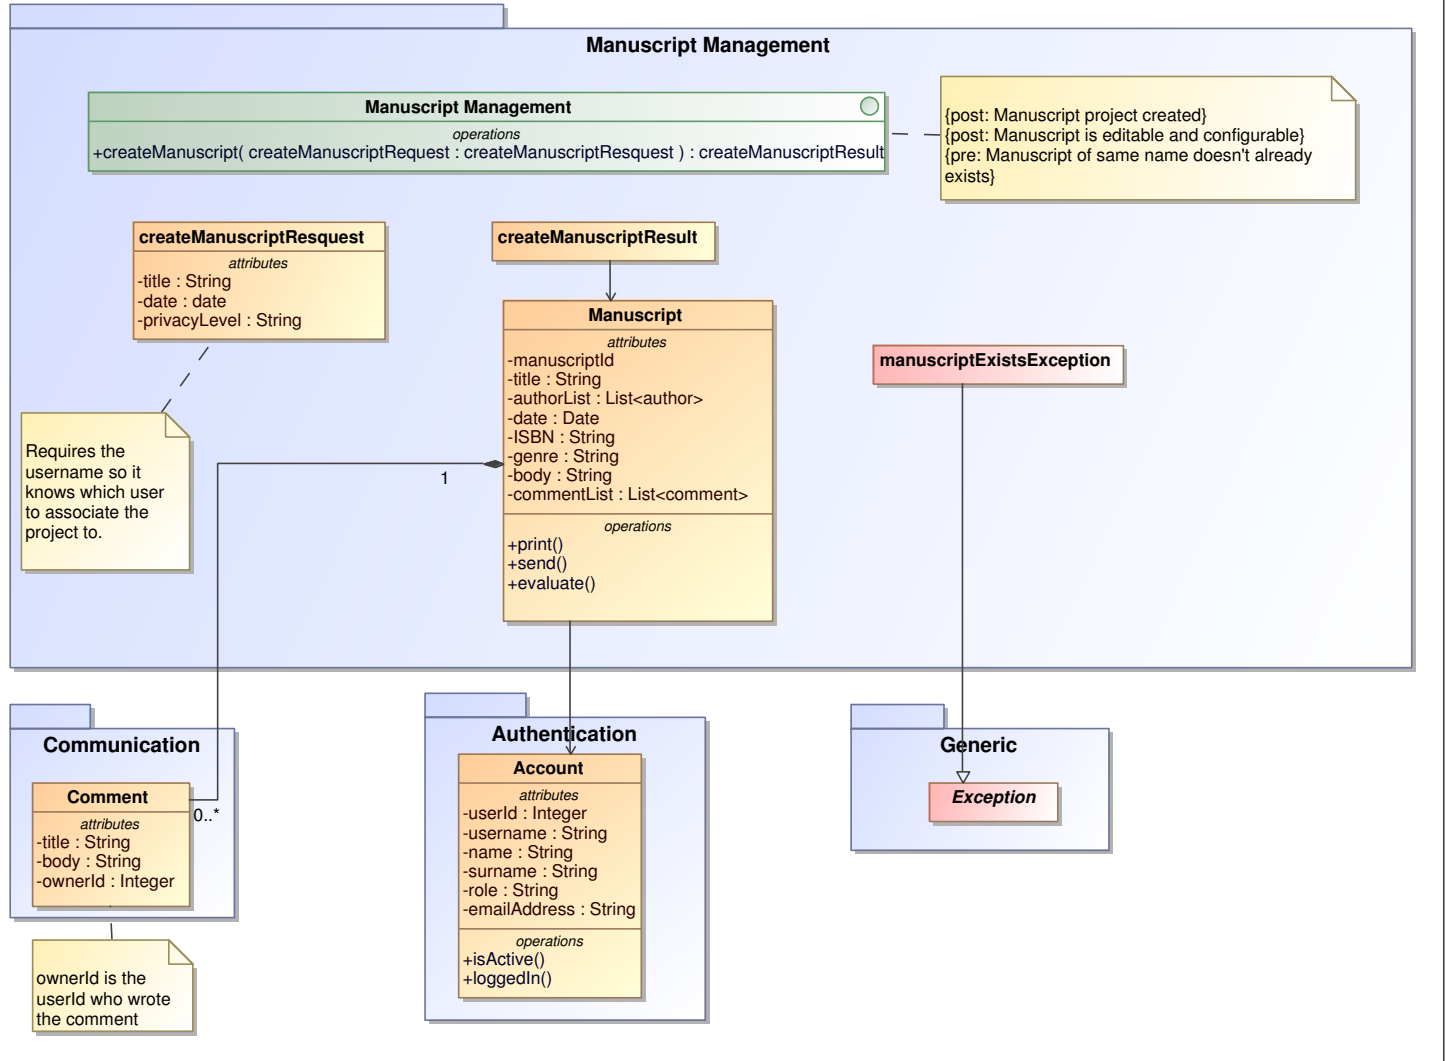 Manuscript Management
Manuscript Management
operations
+createManuscript( createManuscriptRequest : createManuscriptResquest ) : createManuscriptResult
{post: Manuscript project created}
{post: Manuscript is editable and configurable}
{pre: Manuscript of same name doesn't already
exists}
createManuscriptResquest
attributes
-title : String
-date : date
-privacyLevel : String
createManuscriptResult
Manuscript
attributes
-manuscriptId
-title : String
-authorList : List<author>
-date : Date
-ISBN : String
-genre : String
-body : String
-commentList : List<comment>
operations
+print()
+send()
+evaluate()
manuscriptExistsException
Requires the
username so it
knows which user
to associate the
project to.
1
Communication
Comment
attributes
-title : String
-body : String
-ownerId : Integer
0..*
ownerId is the
userId who wrote
the comment
Authentication
Account
attributes
-userId : Integer
-username : String
-name : String
-surname : String
-role : String
-emailAddress : String
operations
+isActive()
+loggedIn()
Generic
Exception